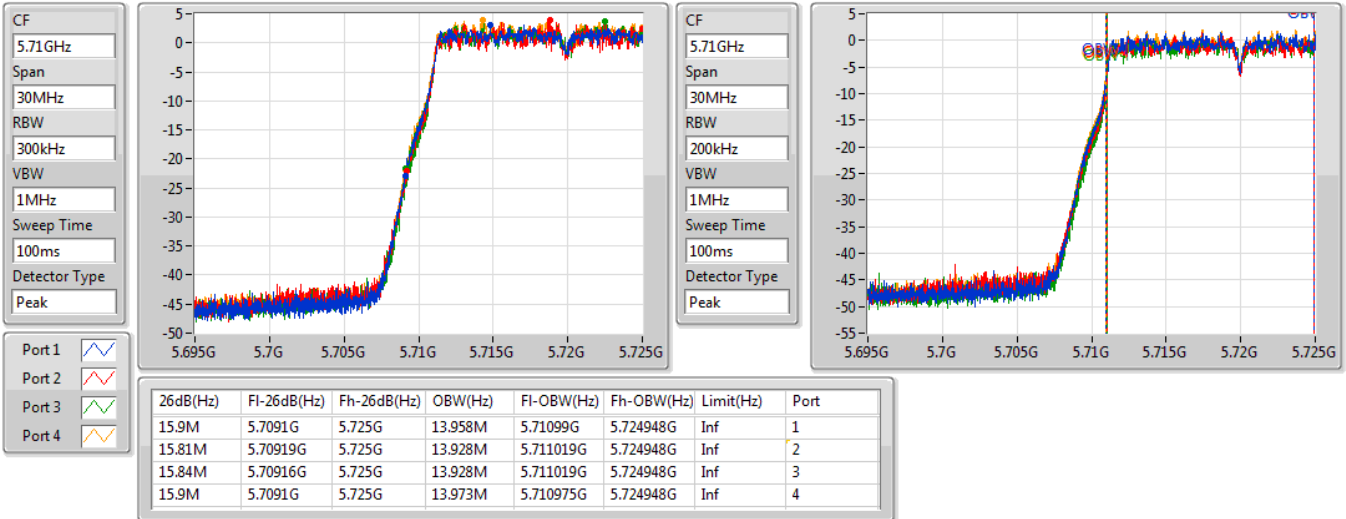 CF
5.71GHz
Span
30MHz
RBW
300kHz
VBW
1MHz
Sweep Time
100ms
Detector Type
Peak
5
0
-5
-10
-15
-20
-25
-30
-35
-40
-45
-50
5.695G 5.7G 5.705G 5.71G 5.715G 5.72G 5.725G
CF
5.71GHz
Span
30MHz
RBW
200kHz
VBW
1MHz
Sweep Time
100ms
Detector Type
Peak
5
0
-5
-10
-15
-20
-25
-30
-35
-40
-45
-50
-55
5.695G 5.7G 5.705G 5.71G 5.715G 5.72G 5.725G
Port 1
Port 2
Port 3
Port 4
26dB(Hz) Fl-26dB(Hz) Fh-26dB(Hz) OBW(Hz) Fl-OBW(Hz) Fh-OBW(Hz) Limit(Hz) Port
15.9M 5.7091G 5.725G 13.958M 5.71099G 5.724948G Inf 1
15.81M 5.70919G 5.725G 13.928M 5.711019G 5.724948G Inf 2
15.84M 5.70916G 5.725G 13.928M 5.711019G 5.724948G Inf 3
15.9M 5.7091G 5.725G 13.973M 5.710975G 5.724948G Inf 4